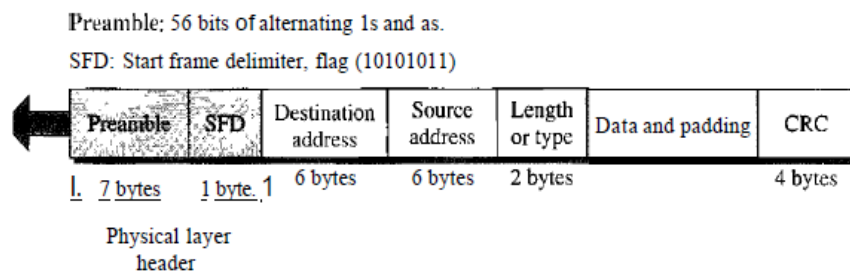 Preamble: 56 bits of alternating 1s and as.
SFD: Start frame delimiter, flag (10101011)
Preamble
SFD
Destination
address
Source
address
Length
or type
Data and padding
CRC
I. 7 bytes
1 byte. 1
6 bytes
6 bytes
2 bytes
4 bytes
Physical layer
header